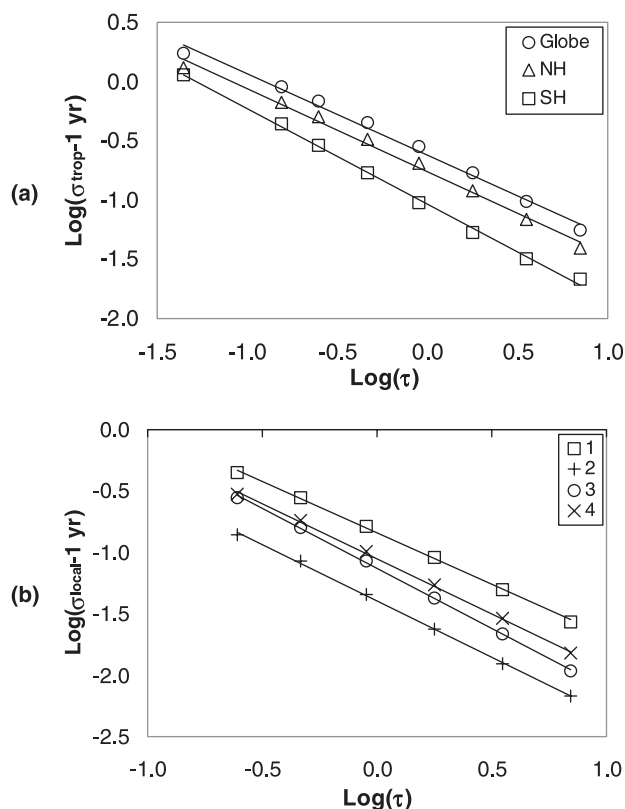 (a)
Log(σtrop-1 yr)
0.5
0.0
-0.5
-1.0
-1.5
-2.0
-1.5 -1.0 -0.5 0.0 0.5 1.0
Log(τ)
Globe
NH
SH
(b)
Log(σlocal-1 yr)
0.0
-0.5
-1.0
-1.5
-2.0
-2.5
-1.0 -0.5 0.0 0.5 1.0
Log(τ)
1
2
3
4